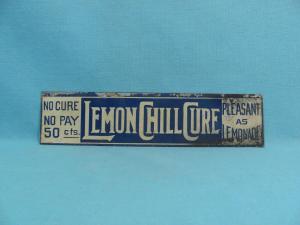 NO CURE
NO PAY
50 cts.
LEMON CHILL CURE
PLEASANT
AS
LEMONADE